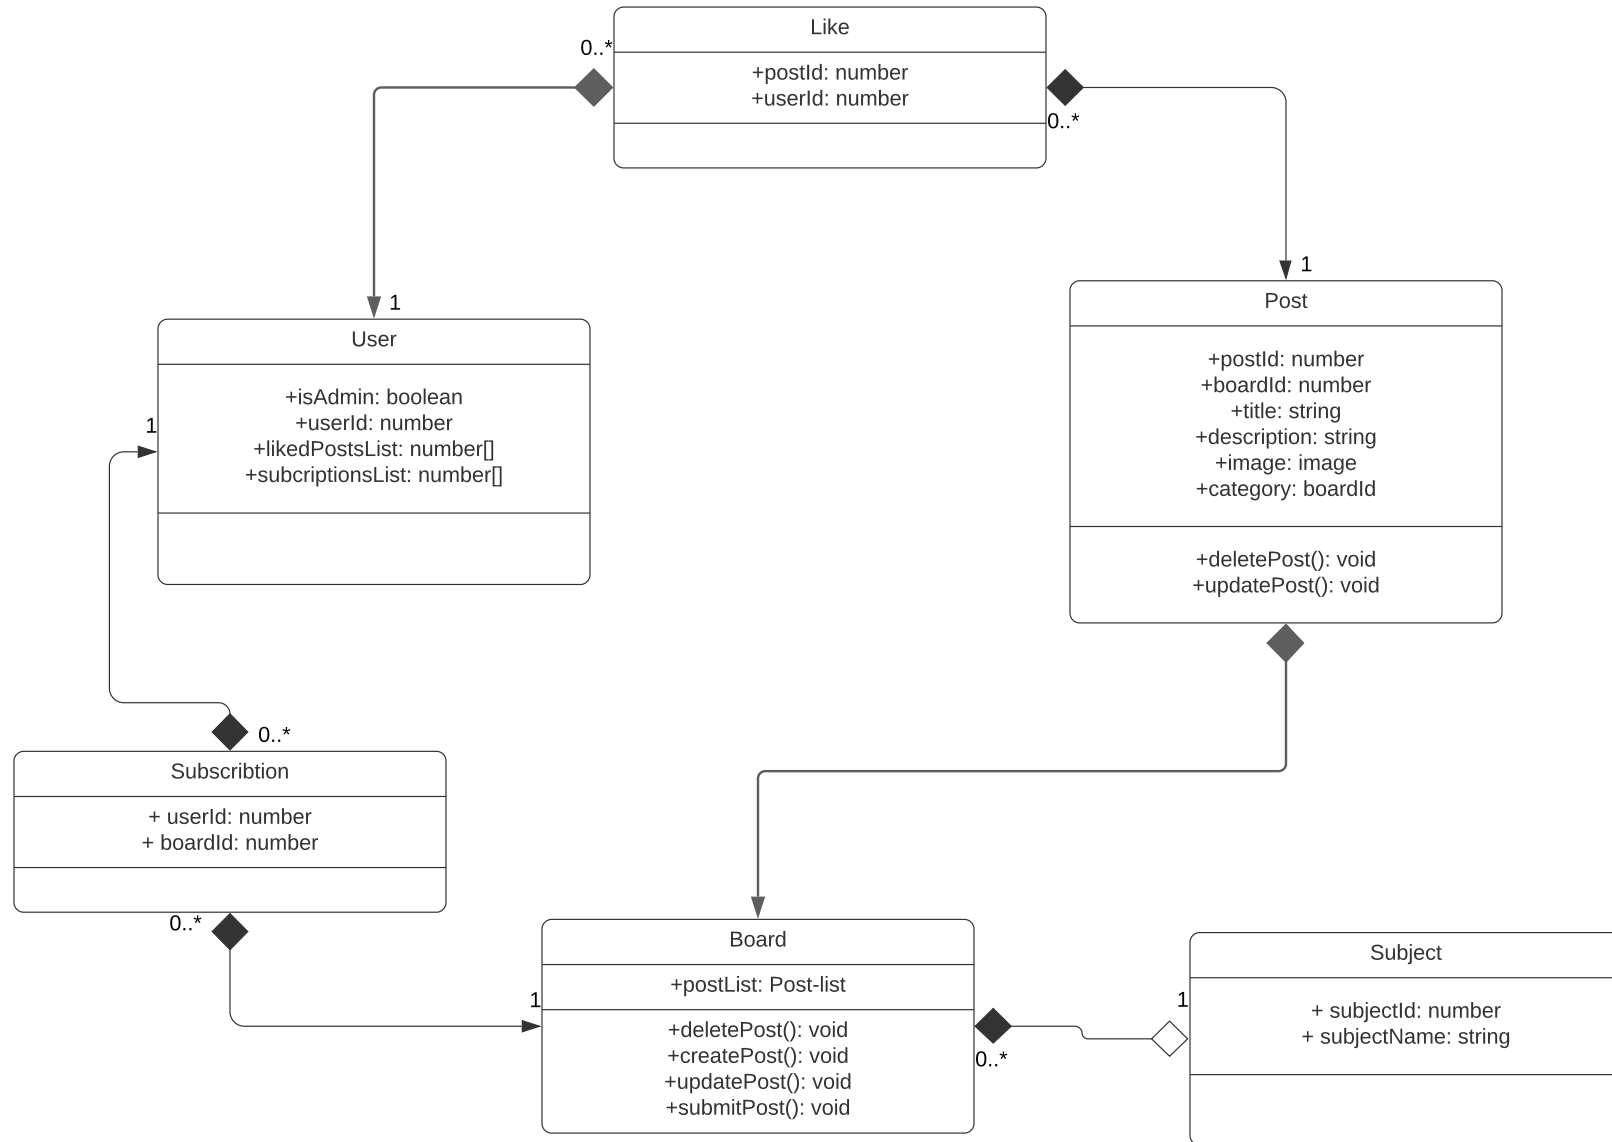 Like
0..*
+postId: number
+userId: number
0..*
1
1
Post
User
+postId: number
+boardId: number
+title: string
+description: string
+image: image
+category: boardId
+isAdmin: boolean
+userId: number
+likedPostsList: number[]
+subcriptionsList: number[]
1
+deletePost(): void
+updatePost(): void
0..*
Subscribtion
+ userId: number
+ boardId: number
0..*
Board
+postList: Post-list
1
+deletePost(): void
+createPost(): void
+updatePost(): void
+submitPost(): void
0..*
Subject
1
+ subjectId: number
+ subjectName: string